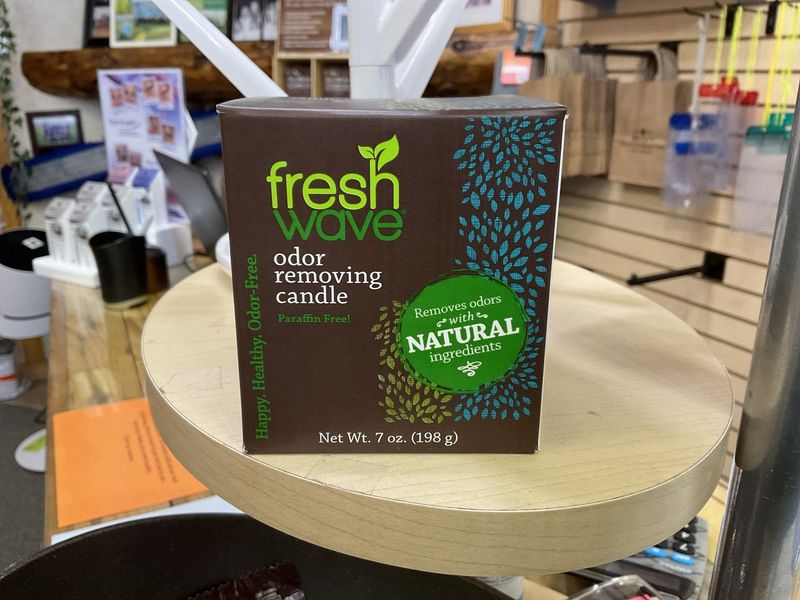 fresh
wave
odor
removing
candle
Paraffin Free!
Happy. Healthy. Odor-Free.
Removes odors
with
NATURAL
ingredients
Net Wt. 7 oz. (198 g)